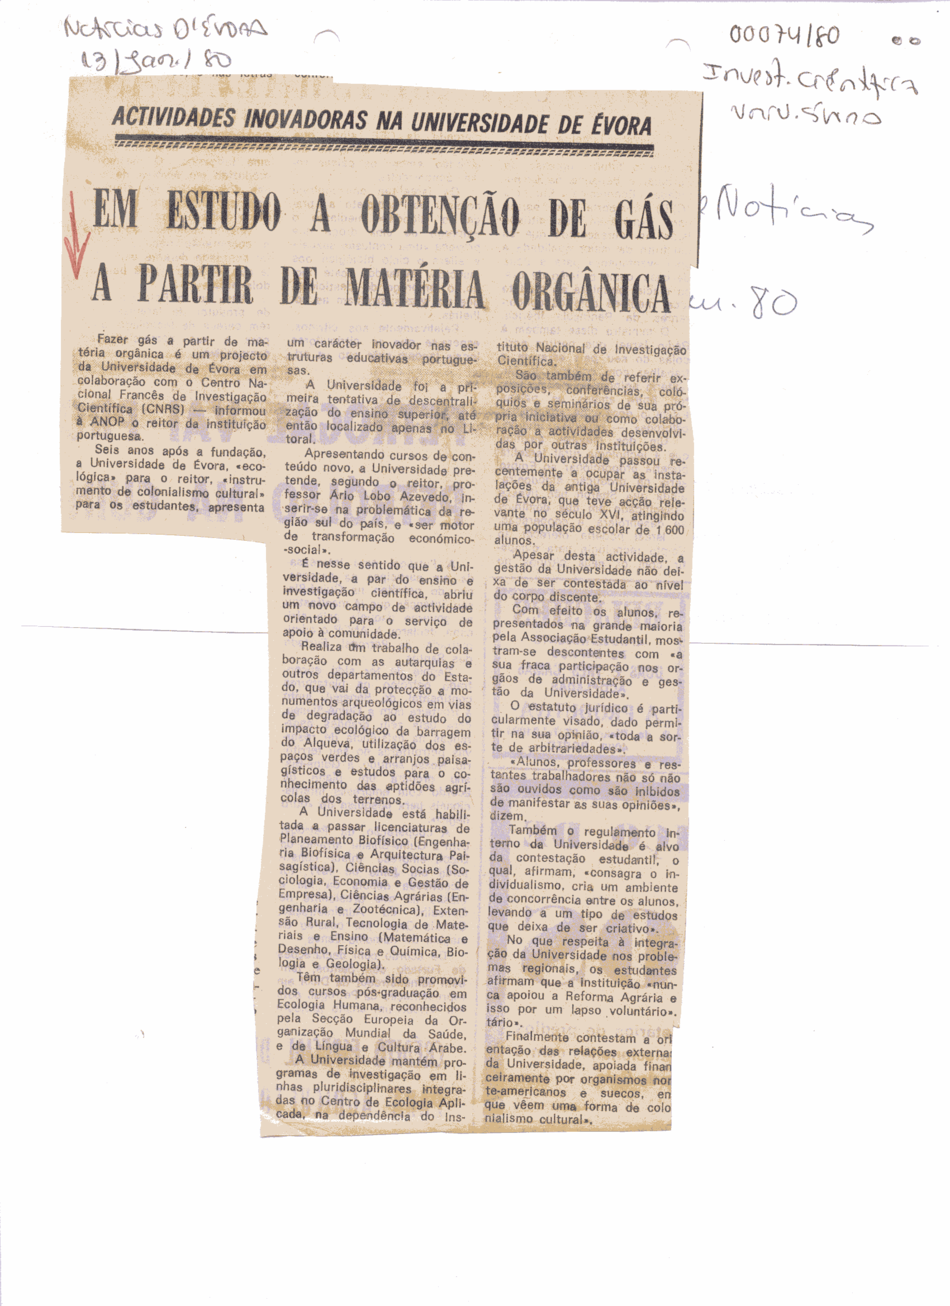 Notícias D'ÉVORA
13/Jan./80
00074/80
Invest. Científica
Univ. Sino
Notícias
80
ACTIVIDADES INOVADORAS NA UNIVERSIDADE DE ÉVORA
EM ESTUDO A OBTENÇÃO DE GÁS
A PARTIR DE MATÉRIA ORGÂNICA
Fazer gás a partir de ma-
téria orgânica é um projecto
da Universidade de Évora em
colaboração com o Centro Na-
cional Francês da Investigação
Científica (CNRS) — informou
à ANOP o reitor da instituição
portuguesa.
Seis anos após a fundação,
a Universidade de Évora, «eco-
lógica» para o reitor, «instru-
mento de colonialismo cultural»
para os estudantes, apresenta
um carácter inovador nas es-
truturas educativas portugue-
sas.
A Universidade foi a pri-
meira tentativa de descentrali-
zação do ensino superior, até
então localizado apenas no Li-
toral.
Apresentando cursos de con-
teúdo novo, a Universidade pre-
tende, segundo o reitor, pro-
fessor Ário Lobo Azevedo, in-
serir-se na problemática da re-
gião sul do país, e «ser motor
de transformação económico-
-social».
É nesse sentido que a Uni-
versidade, a par do ensino e
investigação científica, abriu
um novo campo de actividade
orientado para o serviço de
apoio à comunidade.
Realiza um trabalho de cola-
boração com as autarquias e
outros departamentos do Esta-
do, que vai da protecção a mo-
numentos arqueológicos em vias
de degradação ao estudo do
impacto ecológico da barragem
do Alqueva, utilização dos es-
paços verdes e arranjos paisa-
gísticos e estudos para o co-
nhecimento das aptidões agrí-
colas dos terrenos.
A Universidade está habili-
tada a passar licenciaturas de
Planeamento Biofísico (Engenha-
ria Biofísica e Arquitectura Pai-
sagística), Ciências Socias (So-
ciologia, Economia e Gestão de
Empresa), Ciências Agrárias (En-
genharia e Zootécnica), Exten-
são Rural, Tecnologia de Mate-
riais e Ensino (Matemática e
Desenho, Física e Química, Bio-
logia e Geologia).
Têm também sido promovi-
dos cursos pós-graduação em
Ecologia Humana, reconhecidos
pela Secção Europeia da Or-
ganização Mundial da Saúde,
e de Língua e Cultura Árabe.
A Universidade mantém pro-
gramas de investigação em li-
nhas pluridisciplinares integra-
das no Centro de Ecologia Apli-
cada, na dependência do Ins-
tituto Nacional de Investigação
Científica.
São também de referir ex-
posições, conferências, coló-
quios e seminários de sua pró-
pria iniciativa ou como colabo-
ração a actividades desenvolvi-
das por outras instituições.
A Universidade passou re-
centemente a ocupar as insta-
lações da antiga Universidade
de Évora, que teve acção rele-
vante no século XVI, atingindo
uma população escolar de 1.600
alunos.
Apesar desta actividade, a
gestão da Universidade não dei-
xa de ser contestada ao nível
do corpo discente.
Com efeito os alunos, re-
presentados na grande maioria
pela Associação Estudantil, mos-
tram-se descontentes com «a
sua fraca participação nos or-
gãos de administração e ges-
tão da Universidade».
O estatuto jurídico é parti-
cularmente visado, dado permi-
tir na sua opinião, «toda a sor-
te de arbitrariedades».
«Alunos, professores e res-
tantes trabalhadores não só não
são ouvidos como são inibidos
de manifestar as suas opiniões»,
dizem.
Também o regulamento in-
terno da Universidade é alvo
da contestação estudantil, o
qual, afirmam, «consagra o in-
dividualismo, cria um ambiente
de concorrência entre os alunos,
levando a um tipo de estudos
que deixa de ser criativo».
No que respeita à integra-
ção da Universidade nos proble-
mas regionais, os estudantes
afirmam que a instituição «nun-
ca apoiou a Reforma Agrária e
isso por um lapso voluntário».
tário».
Finalmente contestam a ori
entação das relações externa
da Universidade, apoiada finan
ceiramente por organismos nor
te-americanos e suecos, en
que vêem uma forma de colo
nialismo cultural».